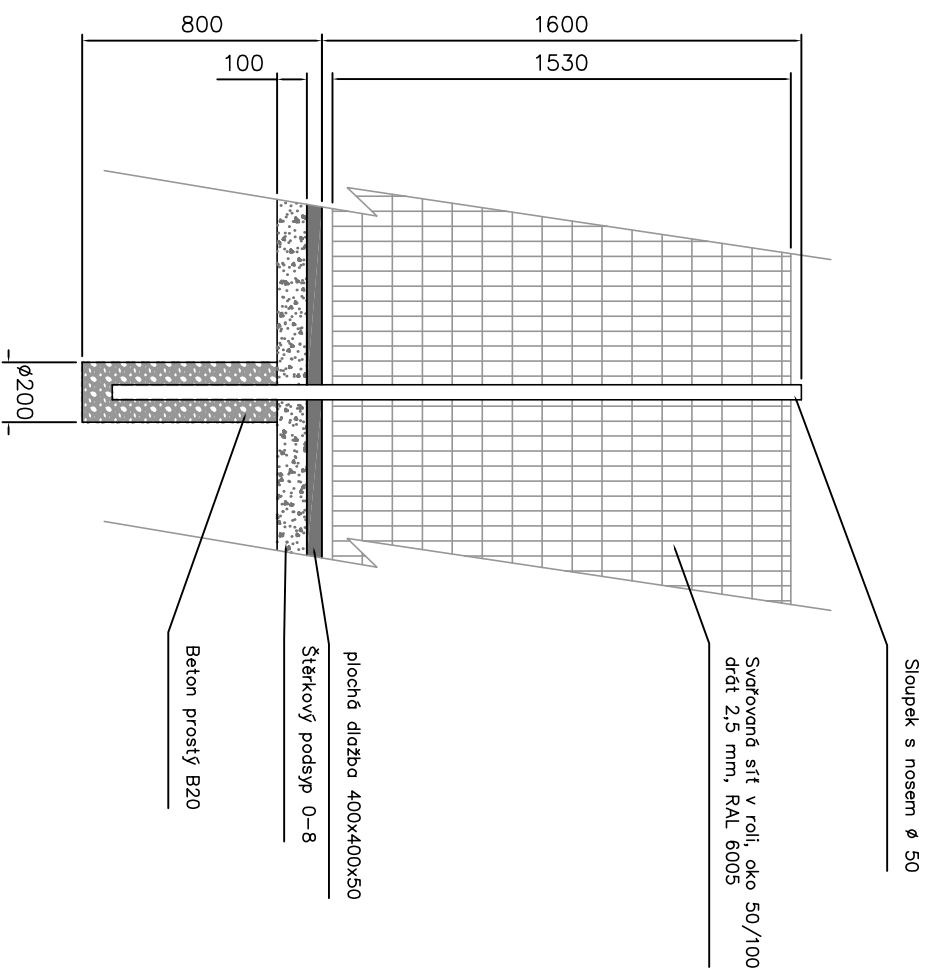 800
1600
100
1530
Ø200
Sloupek s nosem Ø 50
Svařovaná síť v roli, oko 50/100
drát 2,5 mm, RAL 6005
plochá dlažba 400x400x50
Štěrkový podsyp 0-8
Beton prostý B20